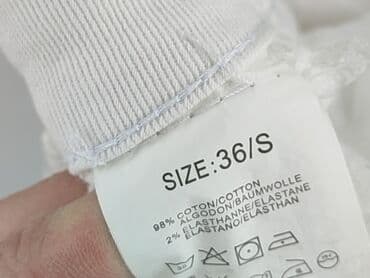 SIZE:36/S
98% COTON/COTTON
ALGODON/BAUMWOLLE
2% ELASTHANNE/ELASTANE
ELASTANO/ELASTHAN